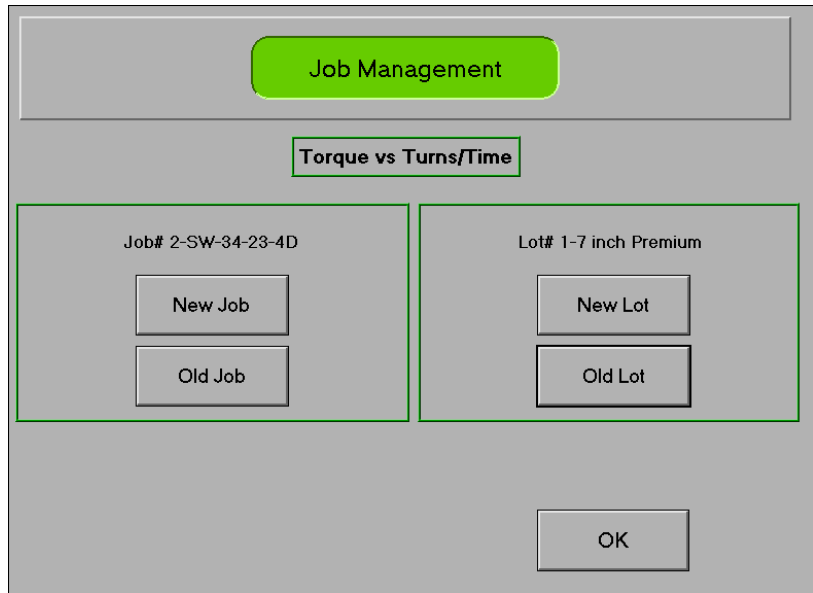 Job Management
Torque vs Turns/Time
Job# 2-SW-34-23-4D
New Job
Old Job
Lot# 1-7 inch Premium
New Lot
Old Lot
OK